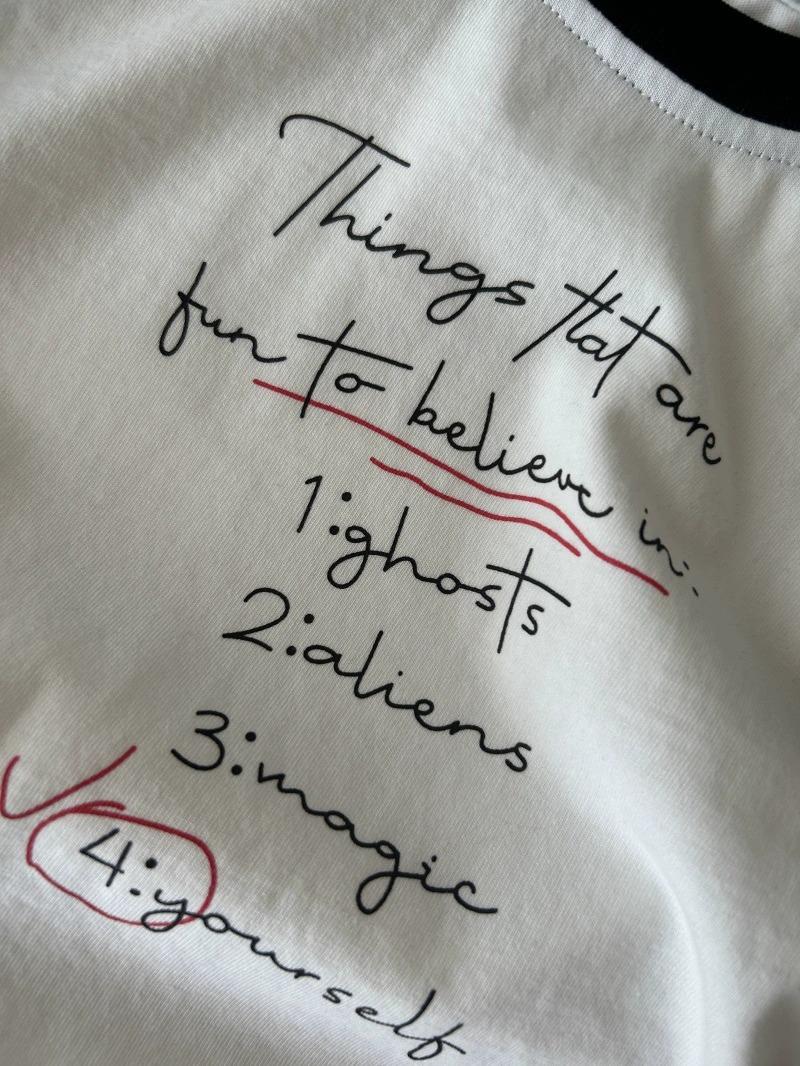 Things that are
fun to believe in:
1:ghosts
2:aliens
3:magic
4:yourself